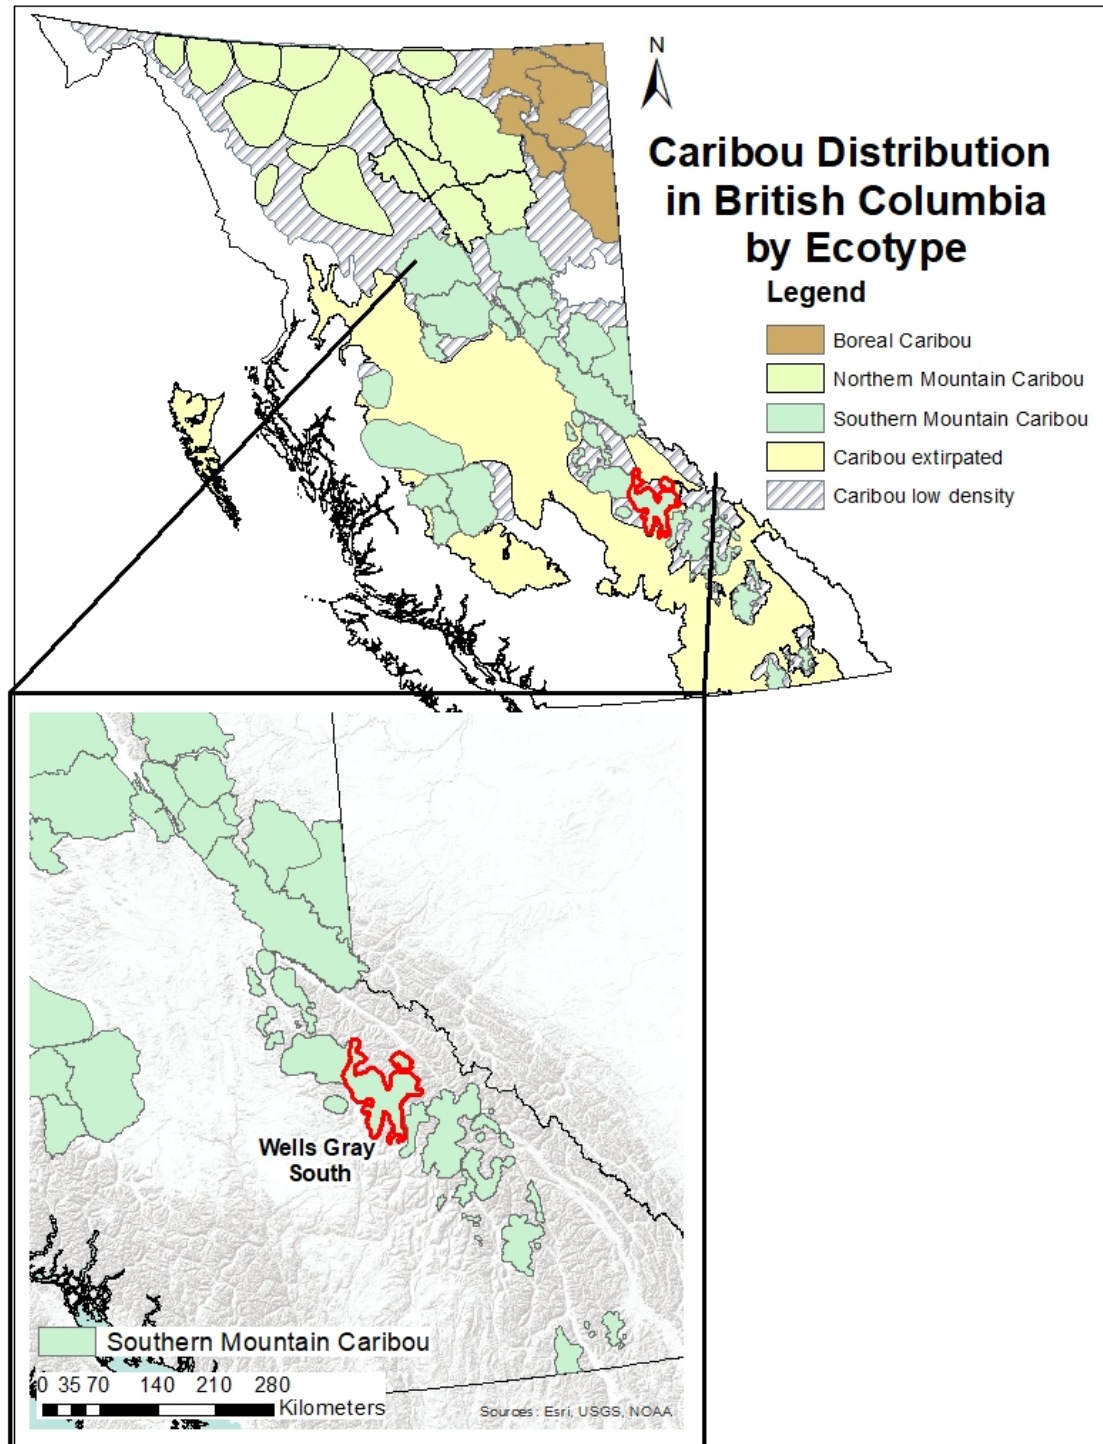 N
Caribou Distribution
in British Columbia
by Ecotype
Legend
Boreal Caribou
Northern Mountain Caribou
Southern Mountain Caribou
Caribou extirpated
Caribou low density
Wells Gray
South
Southern Mountain Caribou
0 35 70 140 210 280
Kilometers
Sources: Esri, USGS, NOAA